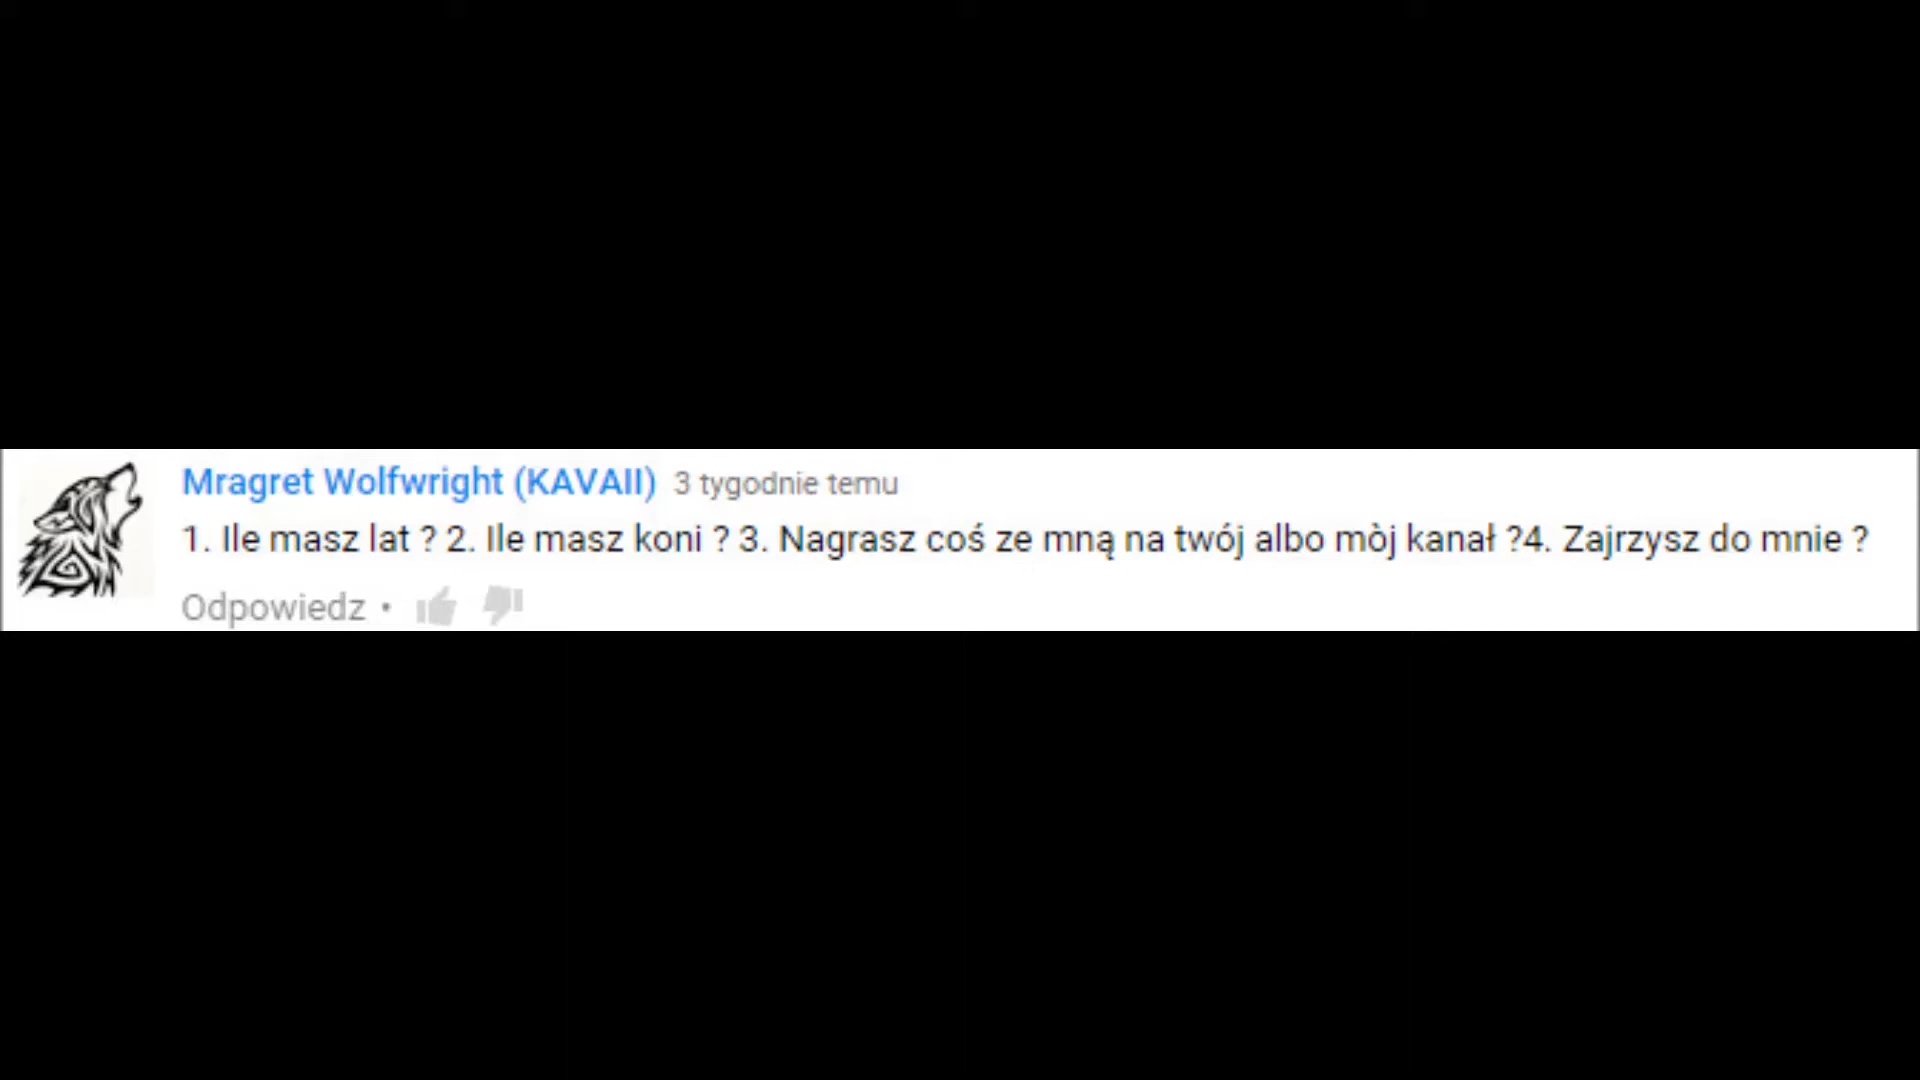 Mragret Wolfwright (KAVAII) 3 tygodnie temu
1. Ile masz lat ? 2. Ile masz koni ? 3. Nagrasz coś ze mną na twój albo mòj kanał ?4. Zajrzysz do mnie ?
Odpowiedz •